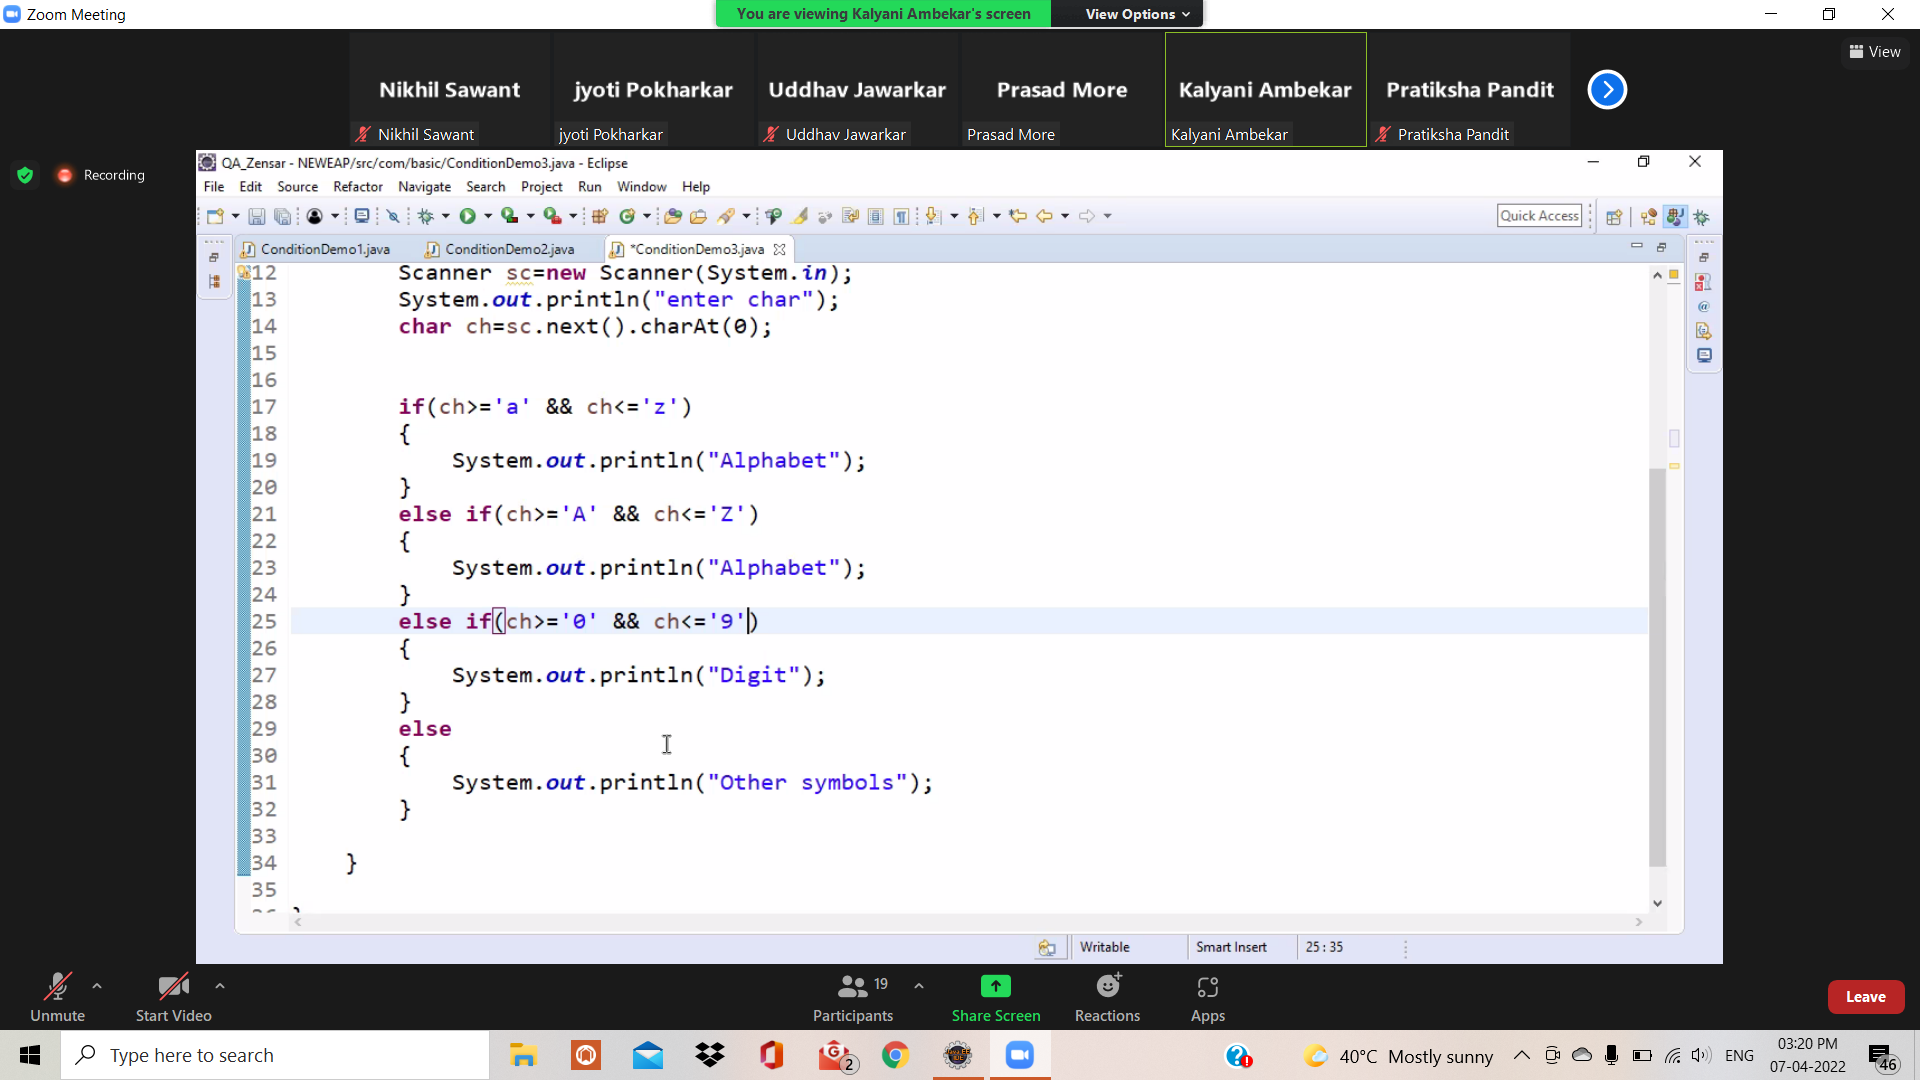 Zoom Meeting
You are viewing Kalyani Ambekar's screen
View Options
Nikhil Sawant
jyoti Pokharkar
Uddhav Jawarkar
Prasad More
Kalyani Ambekar
Pratiksha Pandit
View
Nikhil Sawant
jyoti Pokharkar
Uddhav Jawarkar
Prasad More
Kalyani Ambekar
Pratiksha Pandit
Recording
QA_Zensar - NEWEAP/src/com/basic/ConditionDemo3.java - Eclipse
File Edit Source Refactor Navigate Search Project Run Window Help
Quick Access
ConditionDemo1.java
ConditionDemo2.java
*ConditionDemo3.java
12 Scanner sc=new Scanner(System.in);
13 System.out.println("enter char");
14 char ch=sc.next().charAt(0);
15
16
17 if(ch>='a' && ch<='z')
18 {
19 System.out.println("Alphabet");
20 }
21 else if(ch>='A' && ch<='Z')
22 {
23 System.out.println("Alphabet");
24 }
25 else if(ch>='0' && ch<='9')
26 {
27 System.out.println("Digit");
28 }
29 else
30 {
31 System.out.println("Other symbols");
32 }
33
34 }
35
Writable
Smart Insert
25 : 35
Unmute
Start Video
19
Participants
Share Screen
Reactions
Apps
Leave
Type here to search
2
40°C Mostly sunny
ENG
03:20 PM
07-04-2022
46